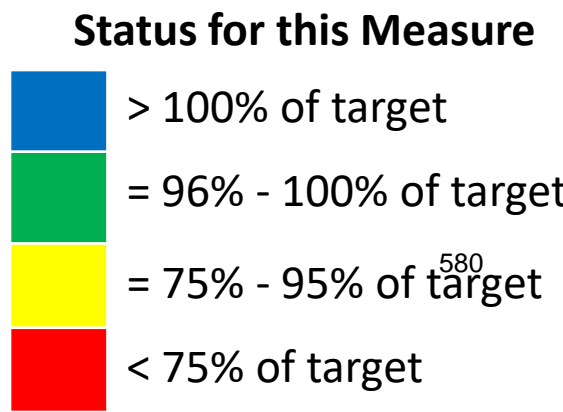 Status for this Measure
> 100% of target
= 96% - 100% of target
580
= 75% - 95% of target
< 75% of target